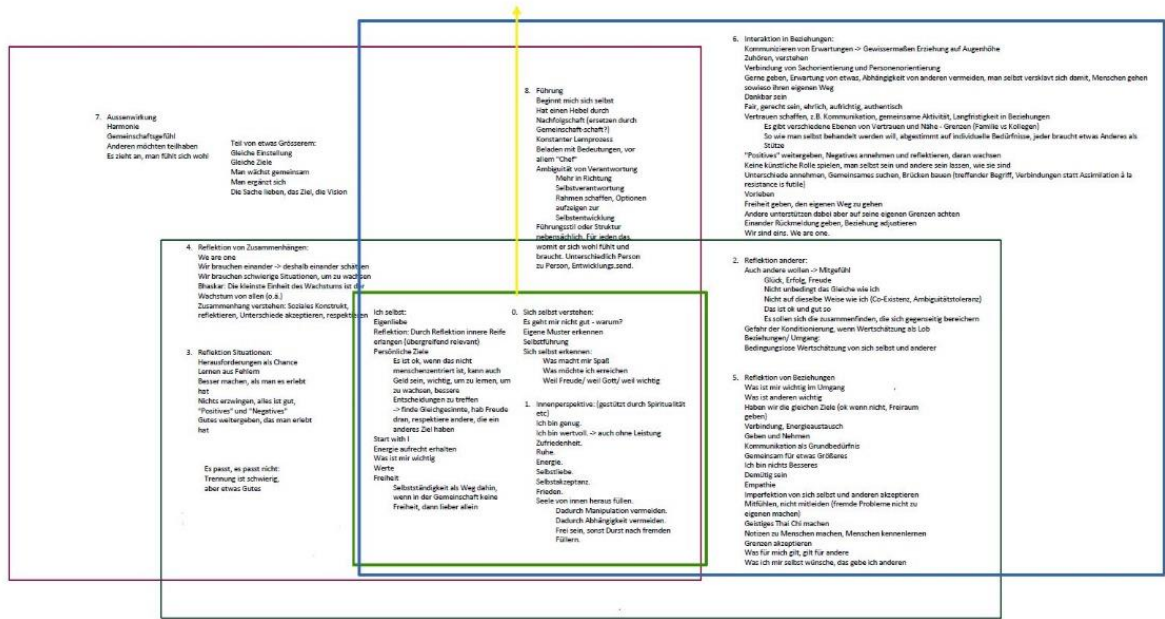 7. Aussenwirkung
Harmonie
Gemeinschaftsgefühl
Anderen möchten teilhaben
Es zieht an, man fühlt sich wohl
Teil von etwas Grösserem:
Gleiche Einstellung
Gleiche Ziele
Man wächst gemeinsam
Man ergänzt sich
Die Sache lieben, das Ziel, die Vision
8. Führung
Beginnt mich sich selbst
Hat einen Hebel durch
Nachfolgschaft (ersetzen durch
Gemeinschaft-schaft?)
Konstanter Lernprozess
Beladen mit Bedeutungen, vor
allem "Chef"
Ambiguität von Verantwortung
Mehr in Richtung
Selbstverantwortung
Rahmen schaffen, Optionen
aufzeigen zur
Selbstentwicklung
Führungsstil oder Struktur
nebensächlich. Für jeden das,
womit er sich wohl fühlt und
braucht. Unterschiedlich Person
zu Person, Entwicklungs.send.
6. Interaktion in Beziehungen:
Kommunizieren von Erwartungen -> Gewissermaßen Erziehung auf Augenhöhe
Zuhören, verstehen
Verbindung von Sachorientierung und Personenorientierung
Gerne geben, Erwartung von etwas, Abhängigkeit von anderen vermeiden, man selbst versklavt sich damit, Menschen gehen
sowieso ihren eigenen Weg
Dankbar sein
Fair, gerecht sein, ehrlich, aufrichtig, authentisch
Vertrauen schaffen, z.B. Kommunikation, gemeinsame Aktivität, Langfristigkeit in Beziehungen
Es gibt verschiedene Ebenen von Vertrauen und Nähe - Grenzen (Familie vs Kollegen)
So wie man selbst behandelt werden will, abgestimmt auf individuelle Bedürfnisse, jeder braucht etwas Anderes als
Stütze
"Positives" weitergeben, Negatives annehmen und reflektieren, daran wachsen
Keine künstliche Rolle spielen, man selbst sein und andere sein lassen, wie sie sind
Unterschiede annehmen, Gemeinsames suchen, Brücken bauen (treffender Begriff, Verbindungen statt Assimilation à la
resistance is futile)
Vorleben
Freiheit geben, den eigenen Weg zu gehen
Andere unterstützen dabei aber auf seine eigenen Grenzen achten
Einander Rückmeldung geben, Beziehung adjustieren
Wir sind eins. We are one.
4. Reflektion von Zusammenhängen:
We are one
Wir brauchen einander -> deshalb einander schätzen
Wir brauchen schwierige Situationen, um zu wachsen
Bhaskar: Die kleinste Einheit des Wachstums ist der
Wachstum von allen (o.ä.)
Zusammenhang verstehen: Soziales Konstrukt,
reflektieren, Unterschiede akzeptieren, respektieren
3. Reflektion Situationen:
Herausforderungen als Chance
Lernen aus Fehlern
Besser machen, als man es erlebt
hat
Nichts erzwingen, alles ist gut,
"Positives" und "Negatives"
Gutes weitergeben, das man erlebt
hat
Es passt, es passt nicht:
Trennung ist schwierig,
aber etwas Gutes
Ich selbst:
Eigenliebe
Reflektion: Durch Reflektion innere Reife
erlangen (übergreifend relevant)
Persönliche Ziele
Es ist ok, wenn das nicht
menschenzentriert ist, kann auch
Geld sein, wichtig, um zu lernen, um
zu wachsen, bessere
Entscheidungen zu treffen
-> finde Gleichgesinnte, hab Freude
dran, respektiere andere, die ein
anderes Ziel haben
Start with I
Energie aufrecht erhalten
Was ist mir wichtig
Werte
Freiheit
Selbstständigkeit als Weg dahin,
wenn in der Gemeinschaft keine
Freiheit, dann lieber allein
0. Sich selbst verstehen:
Es geht mir nicht gut - warum?
Eigene Muster erkennen
Selbstführung
Sich selbst erkennen:
Was macht mir Spaß
Was möchte ich erreichen
Weil Freude/ weil Gott/ weil wichtig
1. Innenperspektive: (gestützt durch Spiritualität
etc)
Ich bin genug.
Ich bin wertvoll. -> auch ohne Leistung
Zufriedenheit.
Ruhe.
Energie.
Selbstliebe.
Selbstakzeptanz.
Frieden.
Seele von innen heraus füllen.
Dadurch Manipulation vermeiden.
Dadurch Abhängigkeit vermeiden.
Frei sein, sonst Durst nach fremden
Füllern.
2. Reflektion anderer:
Auch andere wollen -> Mitgefühl
Glück, Erfolg, Freude
Nicht unbedingt das Gleiche wie ich
Nicht auf dieselbe Weise wie ich (Co-Existenz, Ambiguitätstoleranz)
Das ist ok und gut so
Es sollen sich die zusammenfinden, die sich gegenseitig bereichern
Gefahr der Konditionierung, wenn Wertschätzung als Lob
Beziehungen/ Umgang:
Bedingungslose Wertschätzung von sich selbst und anderer
5. Reflektion von Beziehungen
Was ist mir wichtig im Umgang
Was ist anderen wichtig
Haben wir die gleichen Ziele (ok wenn nicht, Freiraum
geben)
Verbindung, Energieaustausch
Geben und Nehmen
Kommunikation als Grundbedürfnis
Gemeinsam für etwas Größeres
Ich bin nichts Besseres
Demütig sein
Empathie
Imperfektion von sich selbst und anderen akzeptieren
Mitfühlen, nicht mitleiden (fremde Probleme nicht zu
eigenen machen)
Geistiges Thai Chi machen
Notizen zu Menschen machen, Menschen kennenlernen
Grenzen akzeptieren
Was für mich gilt, gilt für andere
Was ich mir selbst wünsche, das gebe ich anderen